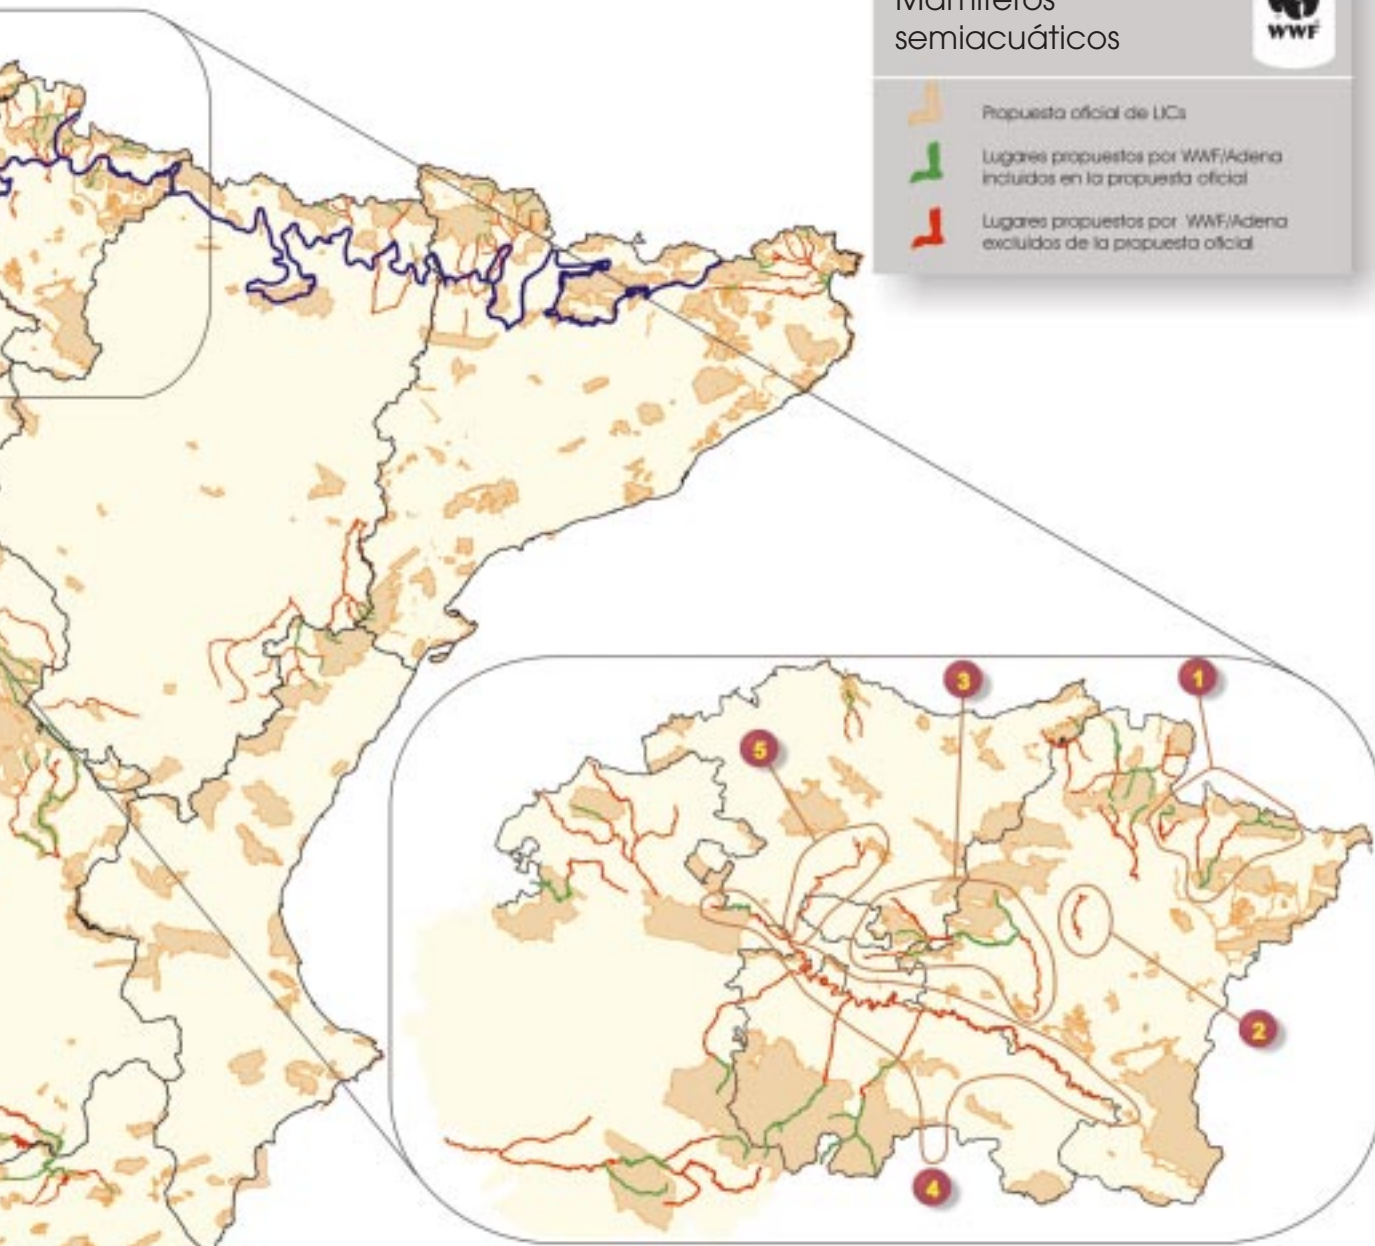 Mamíferos
semiacuáticos
WWF
Propuesta oficial de LICs
Lugares propuestos por WWF/Adena
incluidos en la propuesta oficial
Lugares propuestos por WWF/Adena
excluidos de la propuesta oficial
3
1
5
2
4